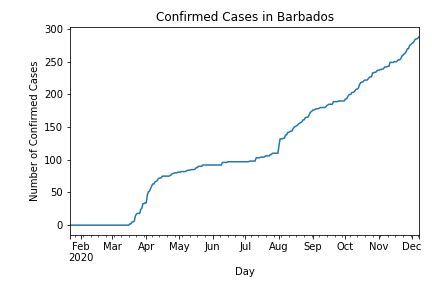 Confirmed Cases in Barbados
300
250
200
150
100
50
0
Number of Confirmed Cases
Feb Mar Apr May Jun Jul Aug Sep Oct Nov Dec
2020
Day